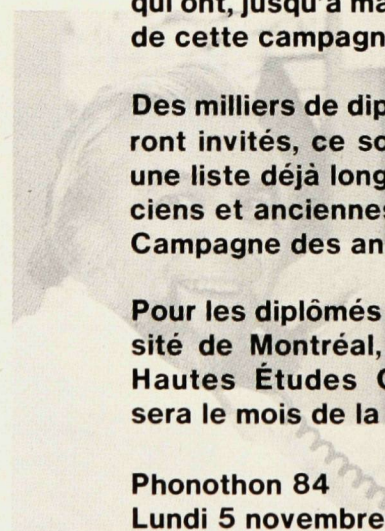 qui ont, jusqu'à ma
de cette campagn
Des milliers de dip
ront invités, ce so
une liste déjà long
ciens et anciennes
Campagne des an
Pour les diplômés
sité de Montréal,
Hautes Études C
sera le mois de la
Phonothon 84
Lundi 5 novembre